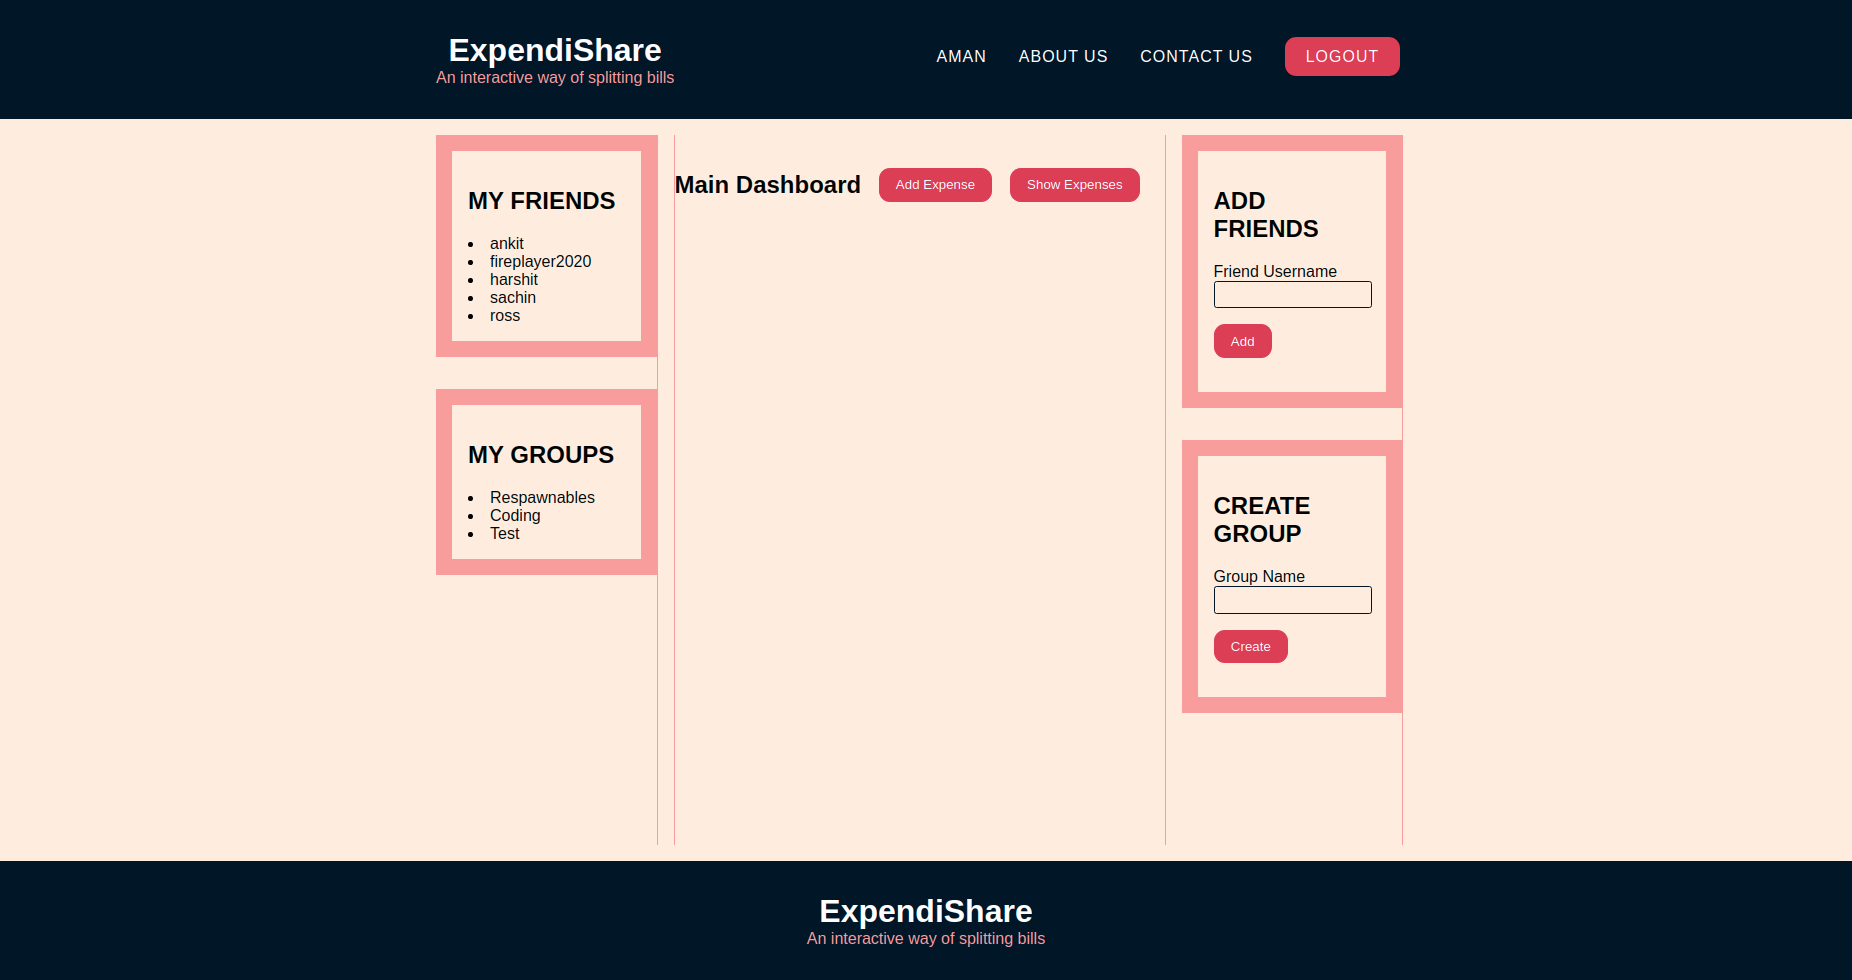 ExpendiShare
An interactive way of splitting bills
AMAN
ABOUT US
CONTACT US
LOGOUT
MY FRIENDS
ankit
fireplayer2020
harshit
sachin
ross
MY GROUPS
Respawnables
Coding
Test
Main Dashboard
Add Expense
Show Expenses
ADD
FRIENDS
Friend Username
Add
CREATE
GROUP
Group Name
Create
ExpendiShare
An interactive way of splitting bills